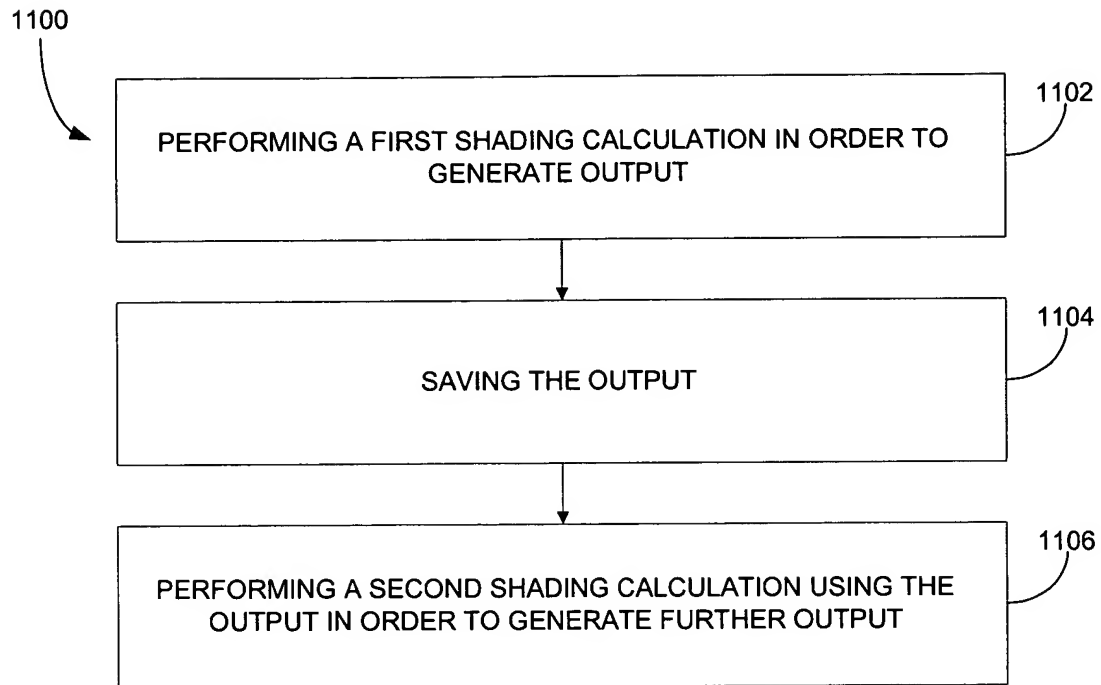 1100
1102
PERFORMING A FIRST SHADING CALCULATION IN ORDER TO
GENERATE OUTPUT
1104
SAVING THE OUTPUT
1106
PERFORMING A SECOND SHADING CALCULATION USING THE
OUTPUT IN ORDER TO GENERATE FURTHER OUTPUT